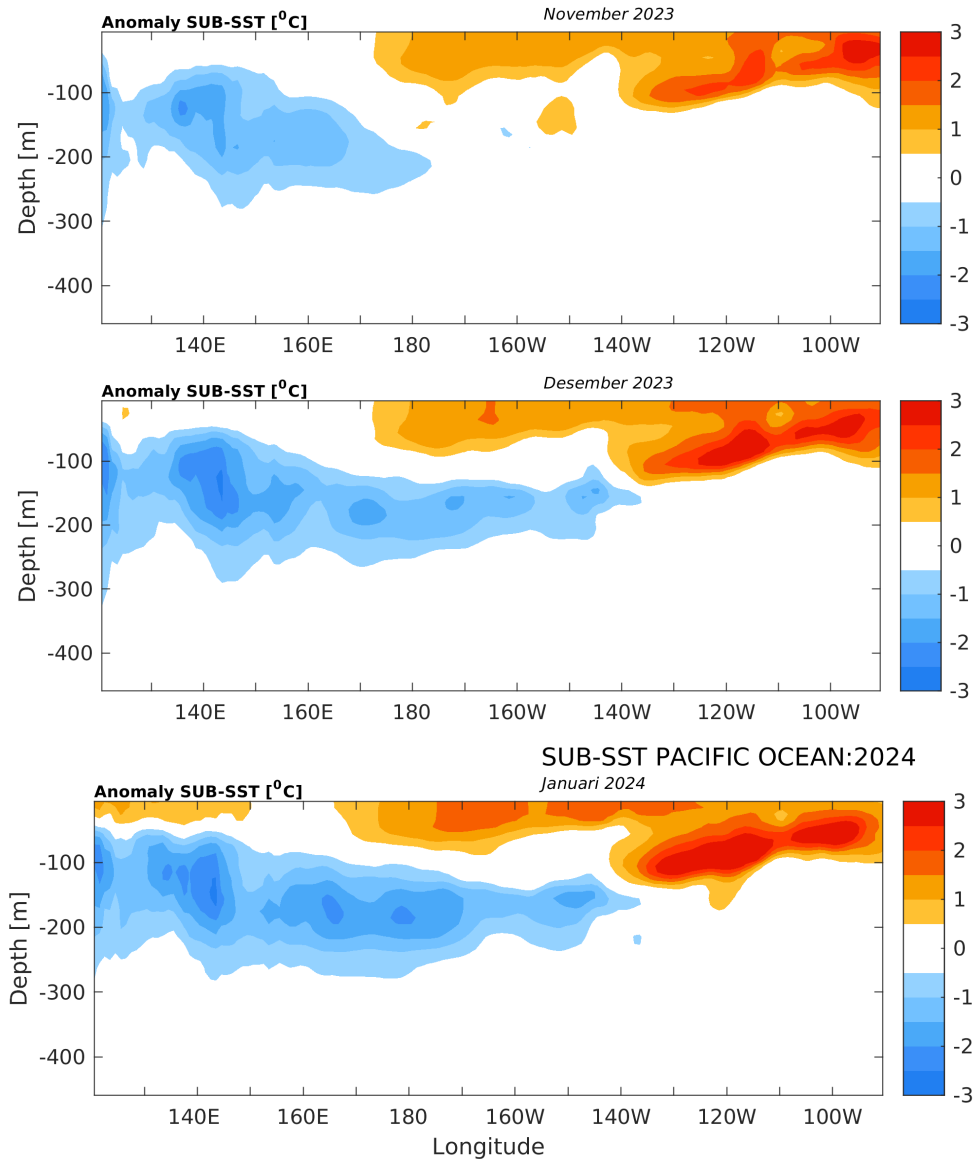 November 2023
Anomaly SUB-SST [⁰C]
Depth [m]
-100
-200
-300
-400
140E 160E 180 160W 140W 120W 100W
3
2
1
0
-1
-2
-3
Desember 2023
Anomaly SUB-SST [⁰C]
Depth [m]
-100
-200
-300
-400
140E 160E 180 160W 140W 120W 100W
3
2
1
0
-1
-2
-3
SUB-SST PACIFIC OCEAN:2024
Januari 2024
Anomaly SUB-SST [⁰C]
Depth [m]
-100
-200
-300
-400
140E 160E 180 160W 140W 120W 100W
Longitude
3
2
1
0
-1
-2
-3